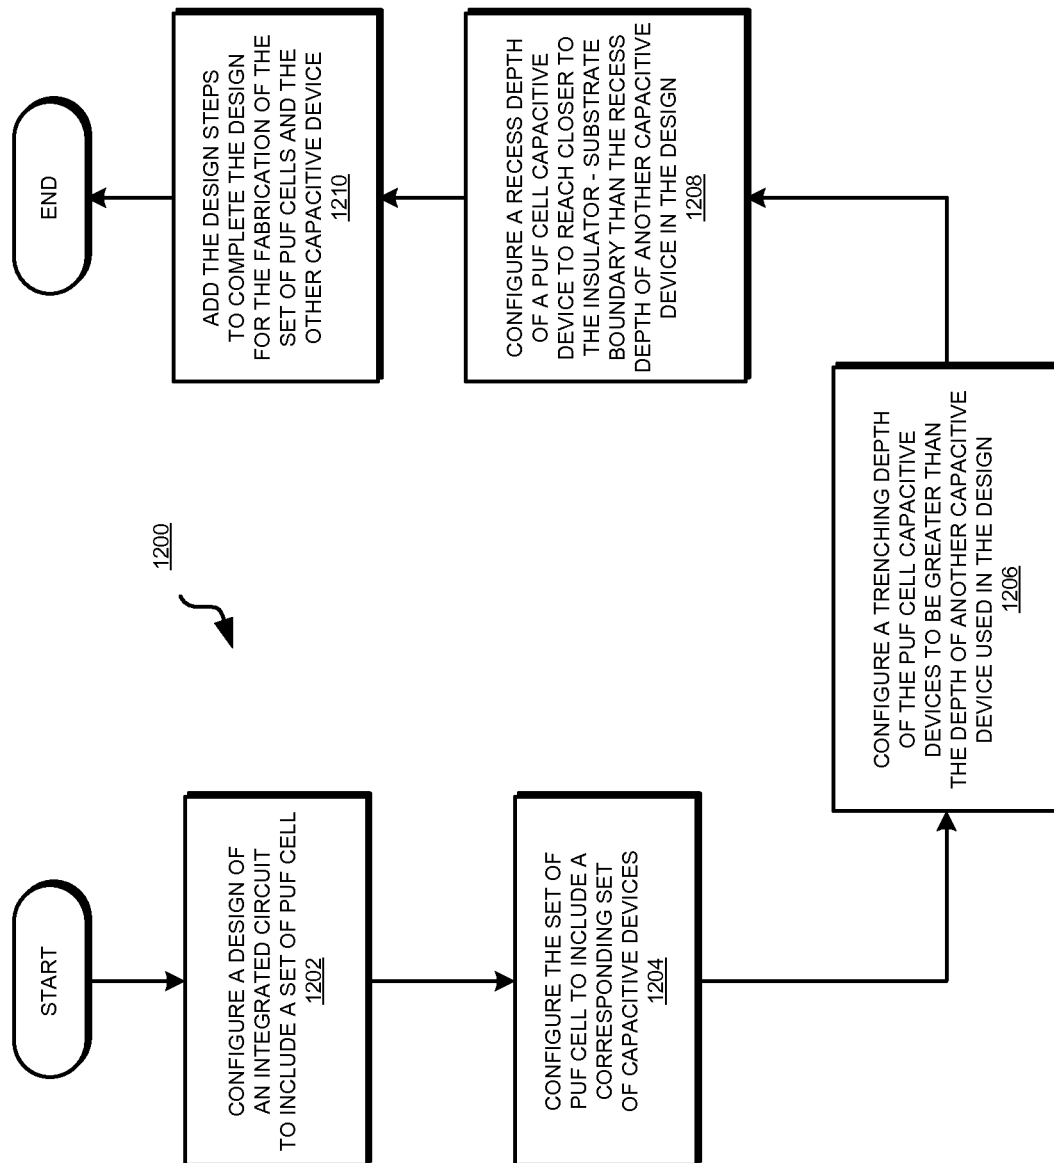 1200
START
CONFIGURE A DESIGN OF
AN INTEGRATED CIRCUIT
TO INCLUDE A SET OF PUF CELL
1202
CONFIGURE THE SET OF
PUF CELL TO INCLUDE A
CORRESPONDING SET
OF CAPACITIVE DEVICES
1204
CONFIGURE A TRENCHING DEPTH
OF THE PUF CELL CAPACITIVE
DEVICES TO BE GREATER THAN
THE DEPTH OF ANOTHER CAPACITIVE
DEVICE USED IN THE DESIGN
1206
CONFIGURE A RECESS DEPTH
OF A PUF CELL CAPACITIVE
DEVICE TO REACH CLOSER TO
THE INSULATOR - SUBSTRATE
BOUNDARY THAN THE RECESS
DEPTH OF ANOTHER CAPACITIVE
DEVICE IN THE DESIGN
1208
ADD THE DESIGN STEPS
TO COMPLETE THE DESIGN
FOR THE FABRICATION OF THE
SET OF PUF CELLS AND THE
OTHER CAPACITIVE DEVICE
1210
END